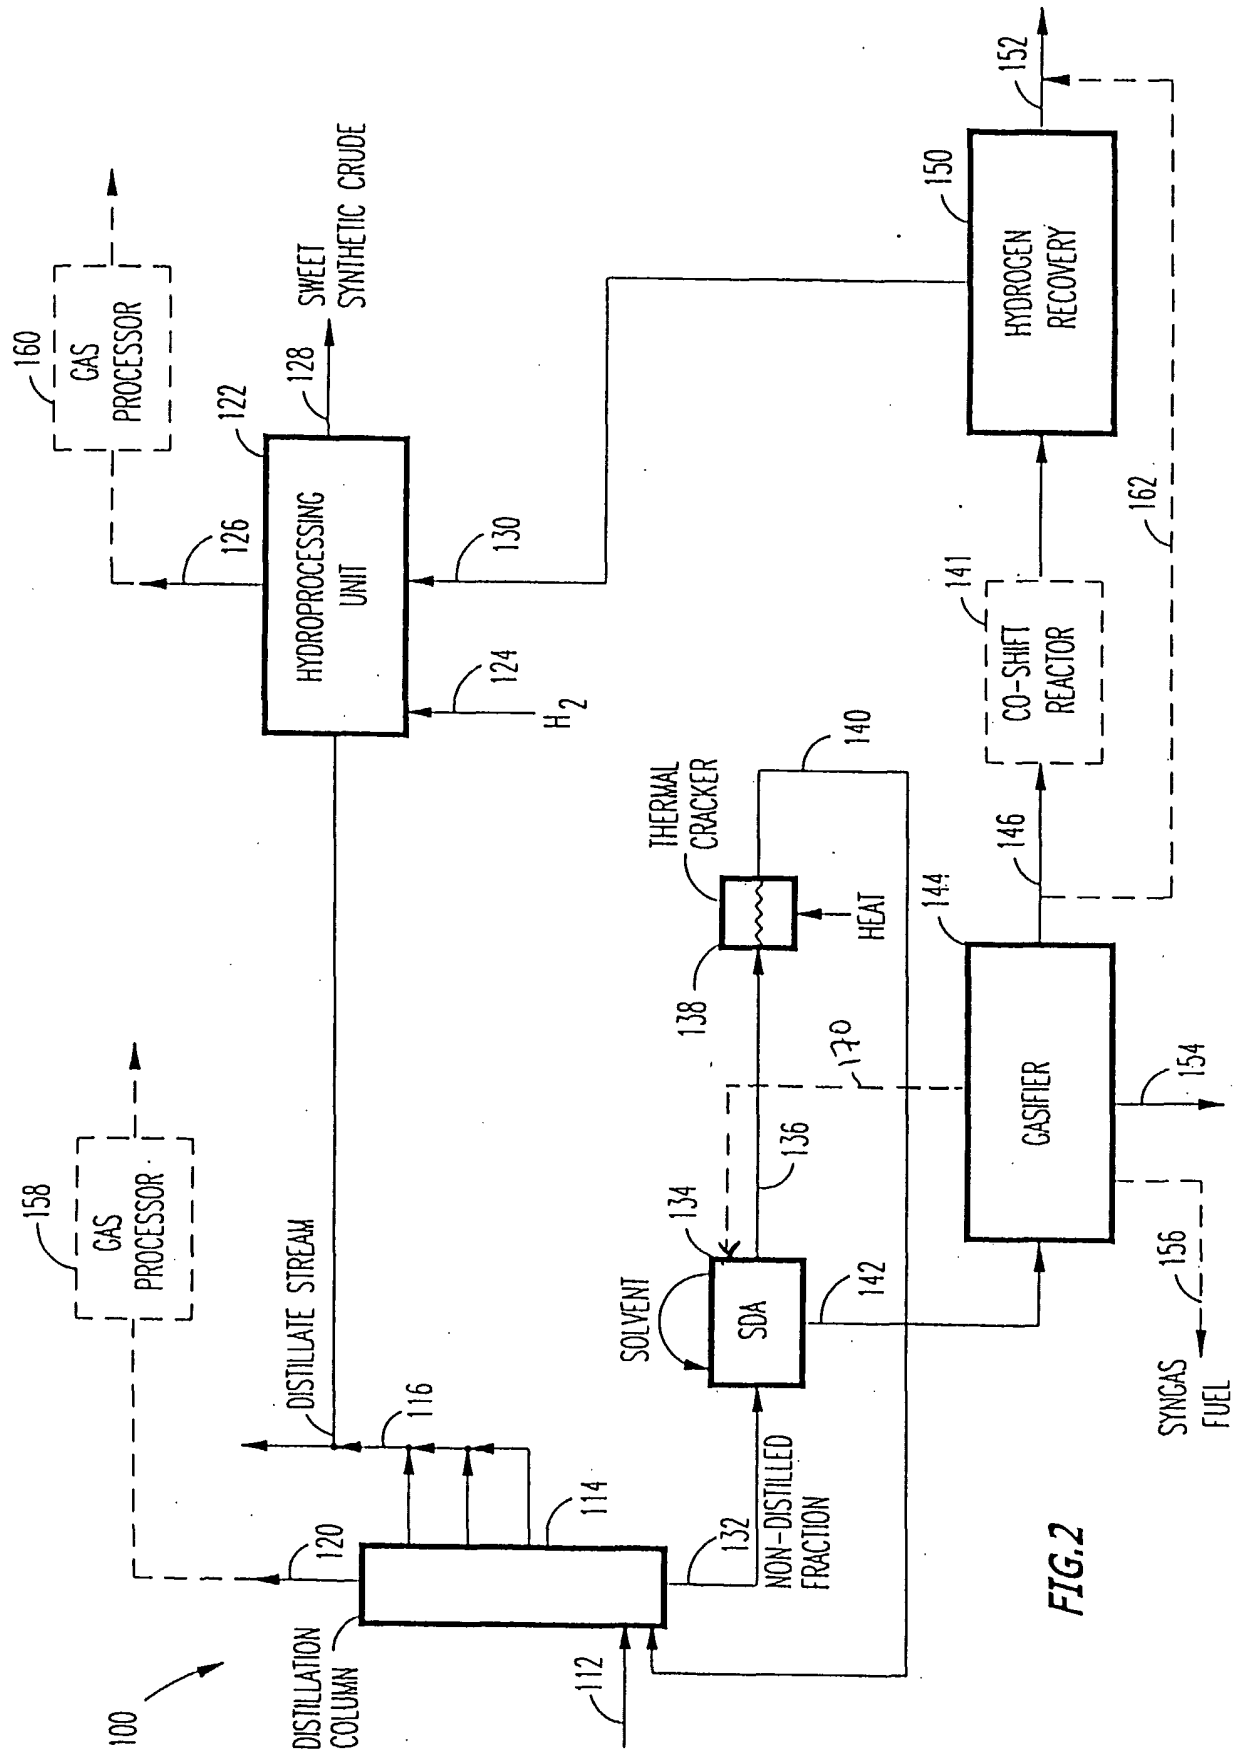 100
DISTILLATION
COLUMN
112
120
158
GAS
PROCESSOR
114
116
DISTILLATE STREAM
132
NON-DISTILLED
FRACTION
SOLVENT
134
SDA
142
136
170
138
THERMAL
CRACKER
HEAT
140
160
GAS
PROCESSOR
126
122
HYDROPROCESSING
UNIT
128
SWEET
SYNTHETIC CRUDE
124
H2
130
144
GASIFIER
154
156
SYNGAS
FUEL
146
141
CO-SHIFT
REACTOR
162
150
HYDROGEN
RECOVERY
152
FIG.2